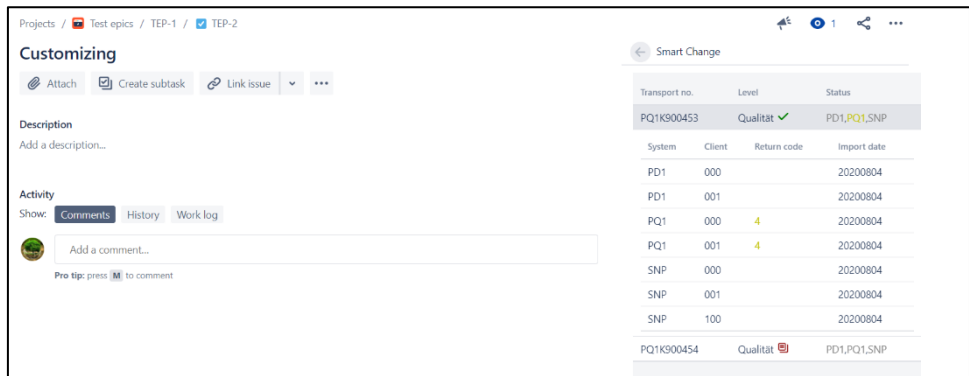 Projects / Test epics / TEP-1 / TEP-2
1
Customizing
Attach Create subtask Link issue
Description
Add a description...
Activity
Show: Comments History Work log
Add a comment...
Pro tip: press M to comment
Smart Change
Transport no. Level Status
PQ1K900453 Qualität PD1,PQ1,SNP
System Client Return code Import date
PD1 000 20200804
PD1 001 20200804
PQ1 000 4 20200804
PQ1 001 4 20200804
SNP 000 20200804
SNP 001 20200804
SNP 100 20200804
PQ1K900454 Qualität PD1,PQ1,SNP